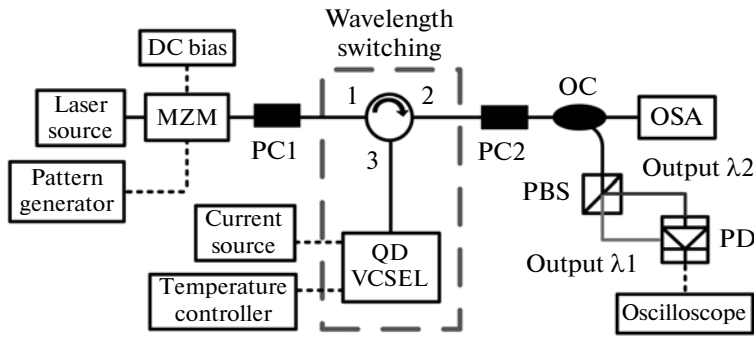 Wavelength
switching
DC bias
Laser
source
MZM
PC1
1
2
3
PC2
OC
OSA
Pattern
generator
Current
source
Temperature
controller
QD
VCSEL
PBS
Output λ2
PD
Output λ1
Oscilloscope